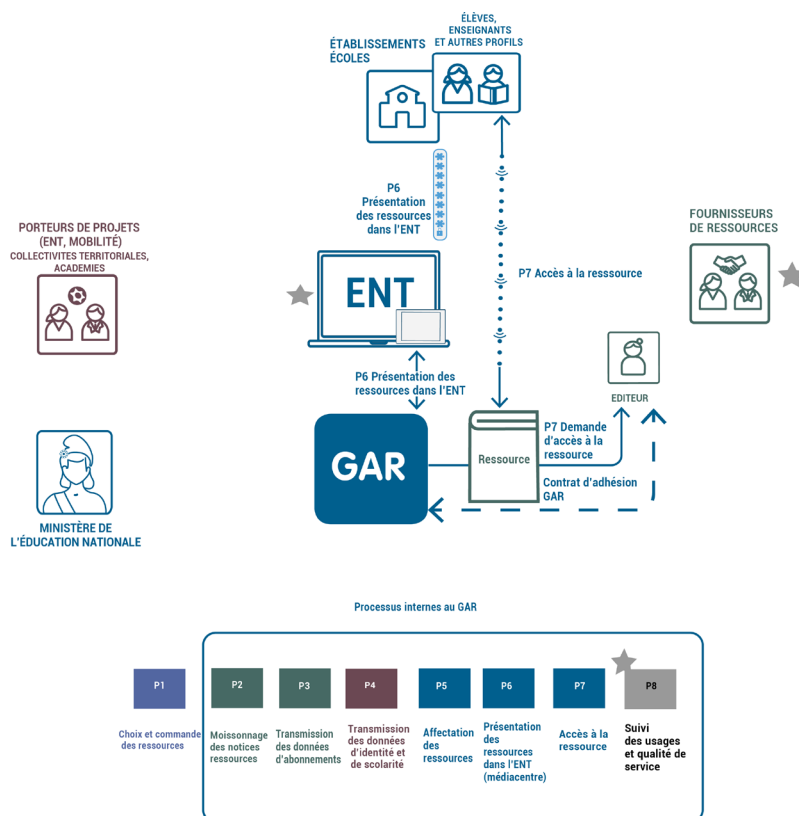 ÉLÈVES,
ENSEIGNANTS
ET AUTRES PROFILS
ÉTABLISSEMENTS
ÉCOLES
P6
Présentation
des ressources
dans l'ENT
PORTEURS DE PROJETS
(ENT, MOBILITÉ)
COLLECTIVITES TERRITORIALES,
ACADEMIES
FOURNISSEURS
DE RESSOURCES
P7 Accès à la resssource
ENT
P6 Présentation des
ressources dans l'ENT
EDITEUR
GAR
Ressource
P7 Demande
d'accès à la
ressource
Contrat d'adhésion
GAR
MINISTÈRE DE
L'ÉDUCATION NATIONALE
Processus internes au GAR
P1
Choix et commande
des ressources
P2
Moissonnage
des notices
ressources
P3
Transmission
des données
d'abonnements
P4
Transmission
des données
d'identité et
de scolarité
P5
Affectation
des
ressources
P6
Présentation
des
ressources
dans l'ENT
(médiacentre)
P7
Accès à la
ressource
P8
Suivi
des usages
et qualité de
service